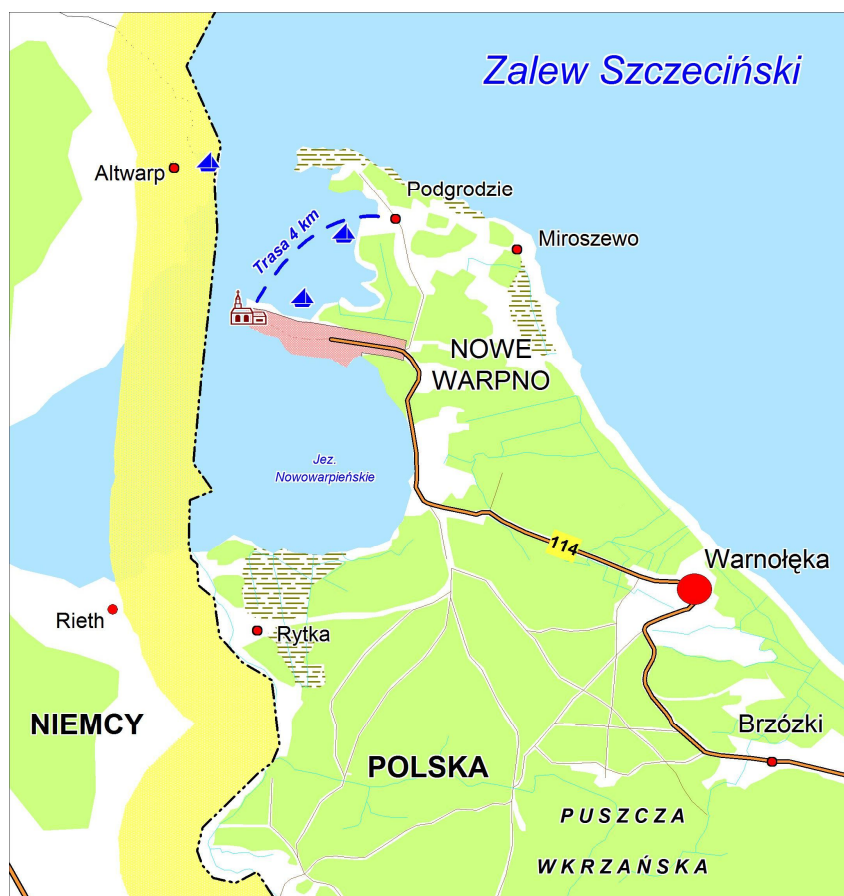 Zalew Szczeciński
Altwarp
Podgrodzie
Trasa 4 km
Miroszewo
NOWE
WARPNO
Jez.
Nowowarpieńskie
114
Warnołęka
Rieth
Rytka
NIEMCY
Brzózki
POLSKA
PUSZCZA
WKRZAŃSKA